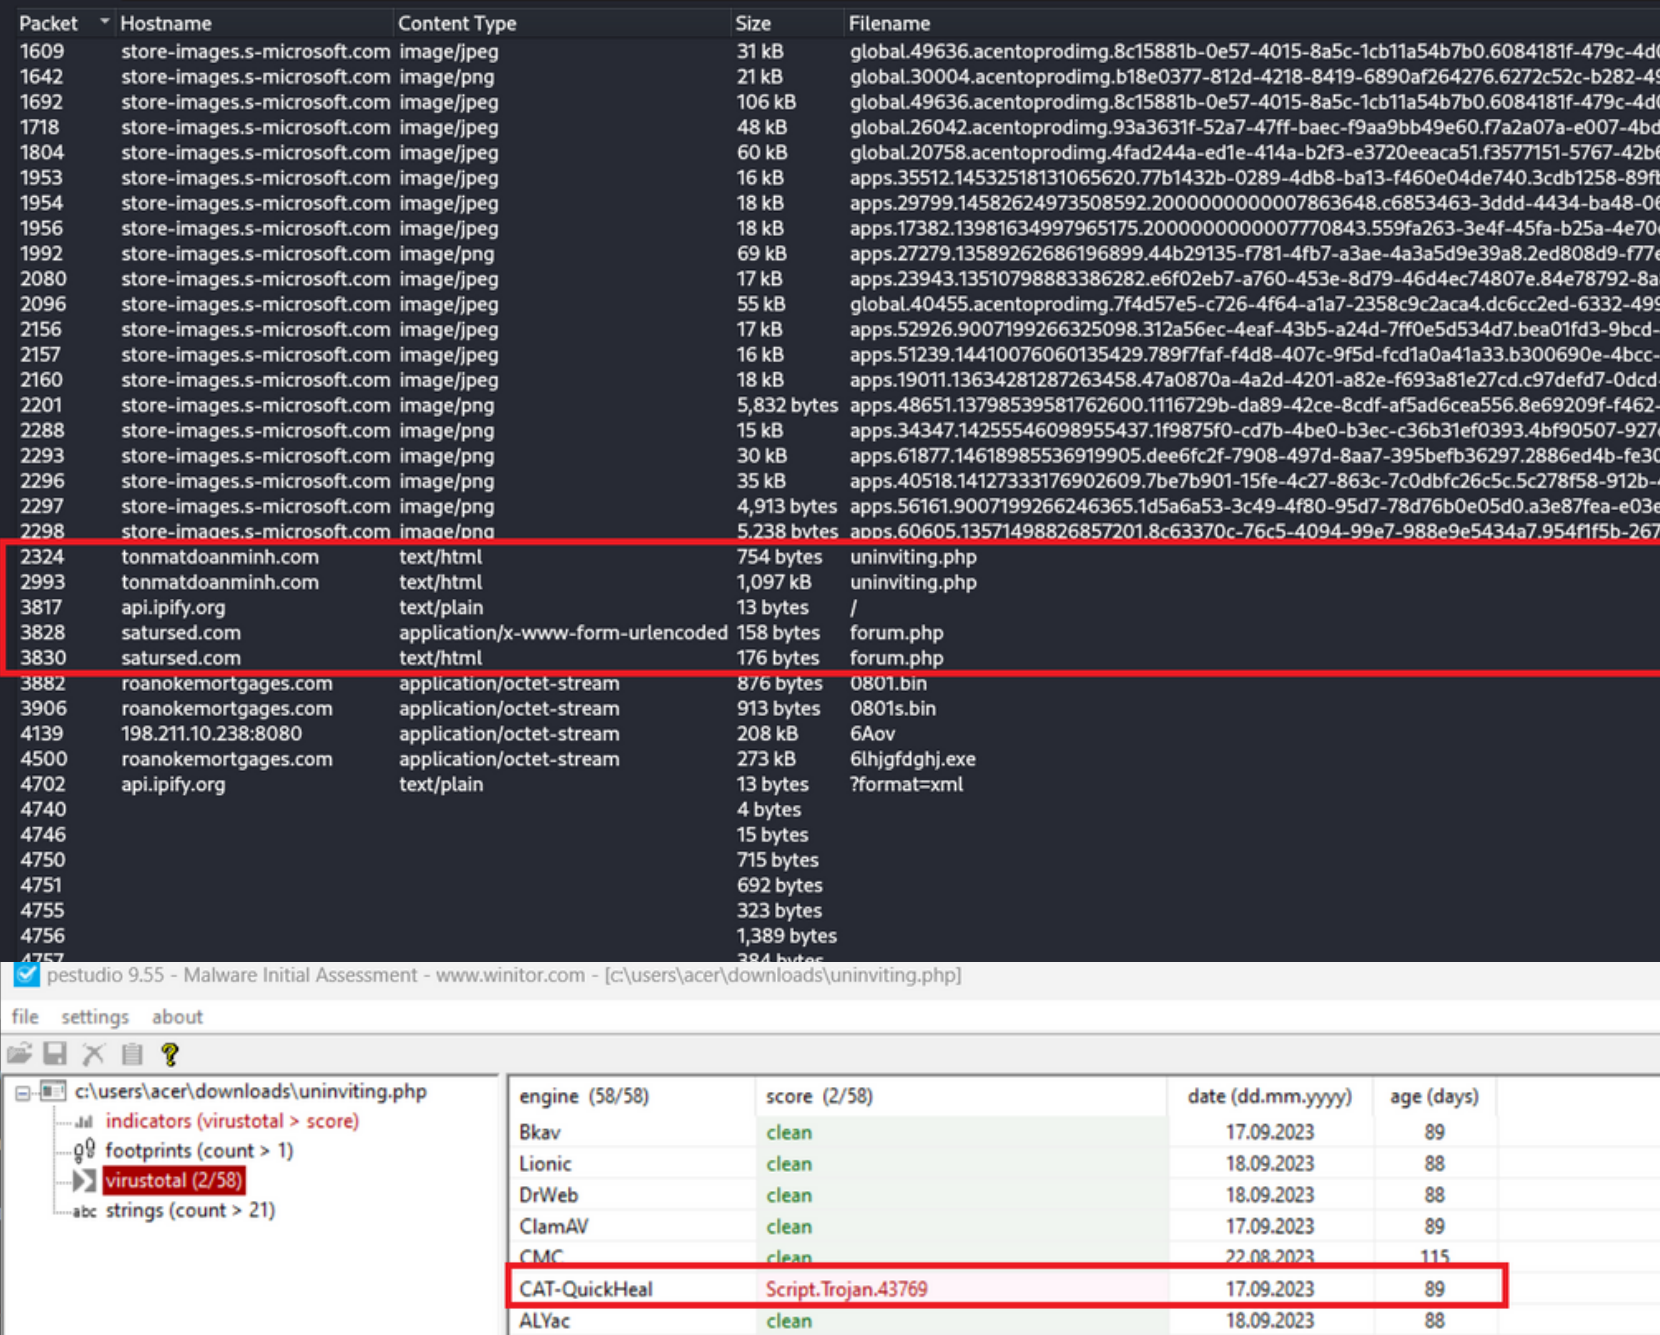 Packet Hostname Content Type Size Filename
1609 store-images.s-microsoft.com image/jpeg 31 kB global.49636.acentoprodimg.8c15881b-0e57-4015-8a5c-1cb11a54b7b0.6084181f-479c-4d0
1642 store-images.s-microsoft.com image/png 21 kB global.30004.acentoprodimg.b18e0377-812d-4218-8419-6890af264276.6272c52c-b282-49
1692 store-images.s-microsoft.com image/jpeg 106 kB global.49636.acentoprodimg.8c15881b-0e57-4015-8a5c-1cb11a54b7b0.6084181f-479c-4d0
1718 store-images.s-microsoft.com image/jpeg 48 kB global.26042.acentoprodimg.93a3631f-52a7-47ff-baec-f9aa9bb49e60.f7a2a07a-e007-4bd
1804 store-images.s-microsoft.com image/jpeg 60 kB global.20758.acentoprodimg.4fad244a-ed1e-414a-b2f3-e3720eeaca51.f3577151-5767-42b6
1953 store-images.s-microsoft.com image/jpeg 16 kB apps.35512.14532518131065620.77b1432b-0289-4db8-ba13-f460e04de740.3cdb1258-89fb
1954 store-images.s-microsoft.com image/jpeg 18 kB apps.29799.14582624973508592.2000000000007863648.c6853463-3ddd-4434-ba48-06
1956 store-images.s-microsoft.com image/jpeg 18 kB apps.17382.13981634997965175.2000000000007770843.559fa263-3e4f-45fa-b25a-4e70
1992 store-images.s-microsoft.com image/png 69 kB apps.27279.13589262686196899.44b29135-f781-4fb7-a3ae-4a3a5d9e39a8.2ed808d9-f77e
2080 store-images.s-microsoft.com image/jpeg 17 kB apps.23943.13510798883386282.e6f02eb7-a760-453e-8d79-46d4ec74807e.84e78792-8a
2096 store-images.s-microsoft.com image/jpeg 55 kB global.40455.acentoprodimg.7f4d57e5-c726-4f64-a1a7-2358c9c2aca4.dc6cc2ed-6332-499
2156 store-images.s-microsoft.com image/jpeg 17 kB apps.52926.9007199266325098.312a56ec-4eaf-43b5-a24d-7ff0e5d534d7.bea01fd3-9bcd-
2157 store-images.s-microsoft.com image/jpeg 16 kB apps.51239.14410076060135429.789f7faf-f4d8-407c-9f5d-fcd1a0a41a33.b300690e-4bcc-
2160 store-images.s-microsoft.com image/jpeg 18 kB apps.19011.13634281287263458.47a0870a-4a2d-4201-a82e-f693a81e27cd.c97defd7-0dcd-
2201 store-images.s-microsoft.com image/png 5,832 bytes apps.48651.13798539581762600.1116729b-da89-42ce-8cdf-af5ad6cea556.8e69209f-f462-
2288 store-images.s-microsoft.com image/png 15 kB apps.34347.14255546098955437.1f9875f0-cd7b-4be0-b3ec-c36b31ef0393.4bf90507-927
2293 store-images.s-microsoft.com image/png 30 kB apps.61877.14618985536919905.dee6fc2f-7908-497d-8aa7-395befb36297.2886ed4b-fe30
2296 store-images.s-microsoft.com image/png 35 kB apps.40518.14127333176902609.7be7b901-15fe-4c27-863c-7c0dbfc26c5c.5c278f58-912b-
2297 store-images.s-microsoft.com image/png 4,913 bytes apps.56161.9007199266246365.1d5a6a53-3c49-4f80-95d7-78d76b0e05d0.a3e87fea-e03e
2298 store-images.s-microsoft.com image/png 5,238 bytes apps.60605.13571498826857201.8c63370c-76c5-4094-99e7-988e9e5434a7.954f1f5b-267
2324 tonmatdoanminh.com text/html 754 bytes uninviting.php
2993 tonmatdoanminh.com text/html 1,097 kB uninviting.php
3817 api.ipify.org text/plain 13 bytes /
3828 satursed.com application/x-www-form-urlencoded 158 bytes forum.php
3830 satursed.com text/html 176 bytes forum.php
3882 roanokemortgages.com application/octet-stream 876 bytes 0801.bin
3906 roanokemortgages.com application/octet-stream 913 bytes 0801s.bin
4139 198.211.10.238:8080 application/octet-stream 208 kB 6Aov
4500 roanokemortgages.com application/octet-stream 273 kB 6lhjgfdghj.exe
4702 api.ipify.org text/plain 13 bytes ?format=xml
4740 4 bytes
4746 15 bytes
4750 715 bytes
4751 692 bytes
4755 323 bytes
4756 1,389 bytes
4757 384 bytes
pestudio 9.55 - Malware Initial Assessment - www.winitor.com - [c:\users\acer\downloads\uninviting.php]
file settings about
c:\users\acer\downloads\uninviting.php
indicators (virustotal > score)
footprints (count > 1)
virustotal (2/58)
abc strings (count > 21)
engine (58/58) score (2/58) date (dd.mm.yyyy) age (days)
Bkav clean 17.09.2023 89
Lionic clean 18.09.2023 88
DrWeb clean 18.09.2023 88
ClamAV clean 17.09.2023 89
CMC clean 22.08.2023 115
CAT-QuickHeal Script.Trojan.43769 17.09.2023 89
ALYac clean 18.09.2023 88